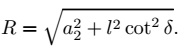 R = \sqrt{a_2^2 + l^2 \cot^2 \delta}.